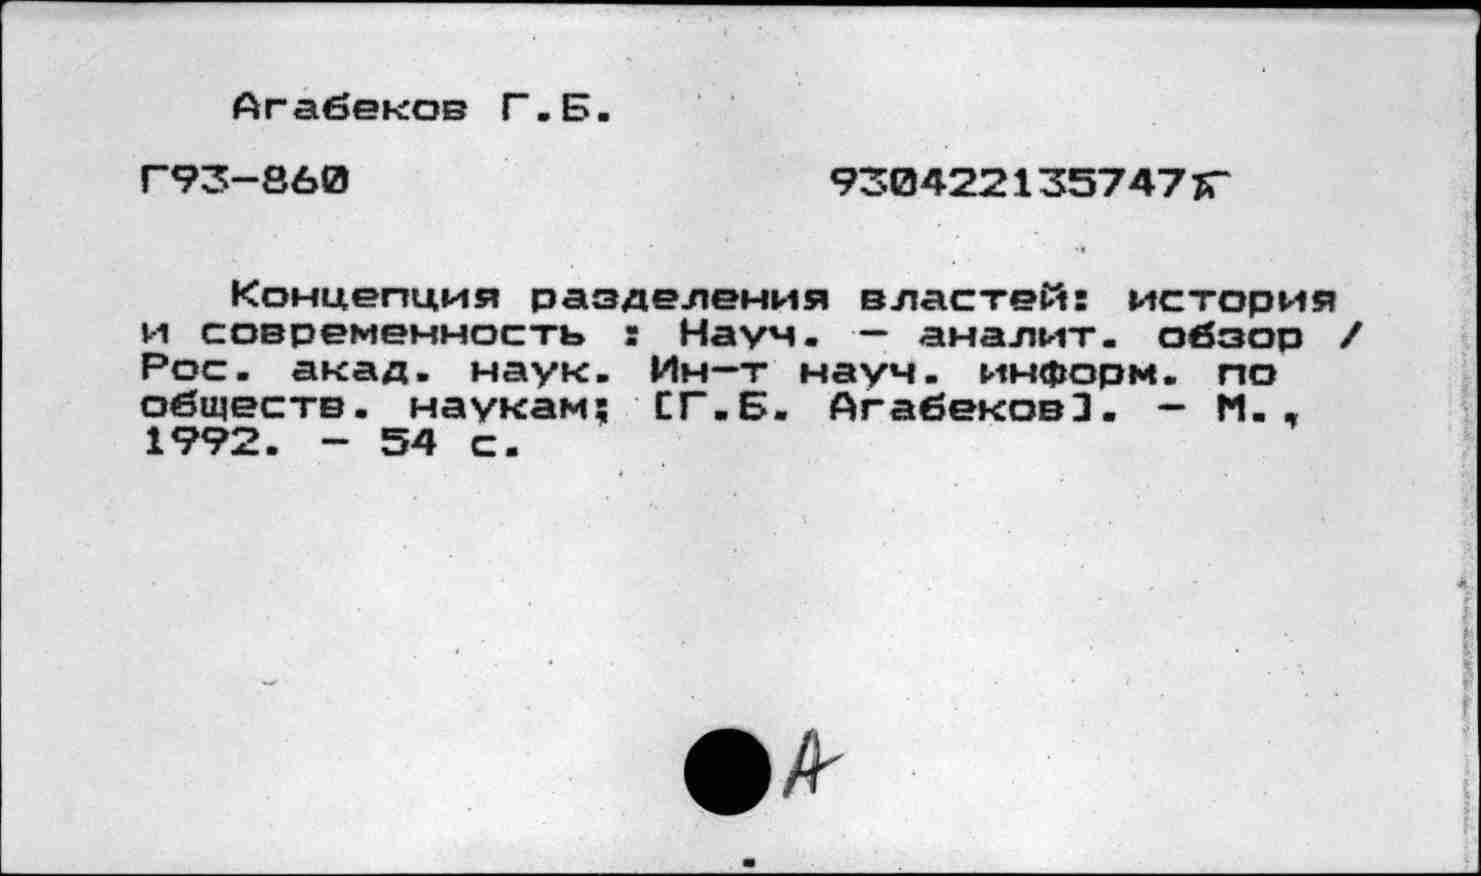 Агабеков Г.Б.
Г93-860 930422135747
Концепция разделения властей: история
и современность : Науч. - аналит. обзор /
Рос. акад. наук. Ин-т науч. информ. по
обществ. наукам; [Г.Б. Агабеков]. - М.,
1992. - 54 с.
А